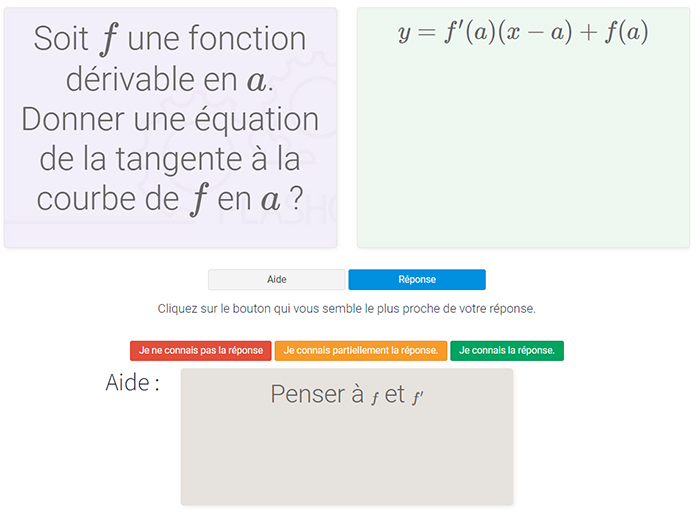 Soit f une fonction
dérivable en a.
Donner une équation
de la tangente à la
courbe de f en a ?
y = f′(a)(x − a) + f(a)
Aide
Réponse
Cliquez sur le bouton qui vous semble le plus proche de votre réponse.
Je ne connais pas la réponse
Je connais partiellement la réponse.
Je connais la réponse.
Aide :
Penser à f et f′